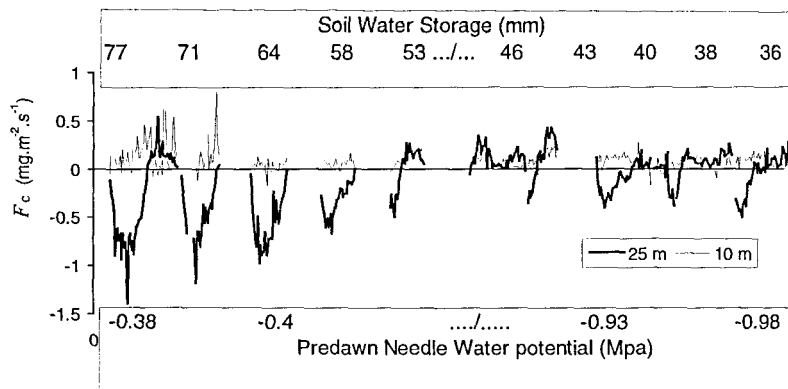 Soil Water Storage (mm)
77 71 64 58 53 .../... 46 43 40 38 36
1
0.5
0
-0.5
-1
-1.5
Fc (mg.m-2.s-1)
25 m 10 m
0 -0.38 -0.4 ..../..... -0.93 -0.98
Predawn Needle Water potential (Mpa)